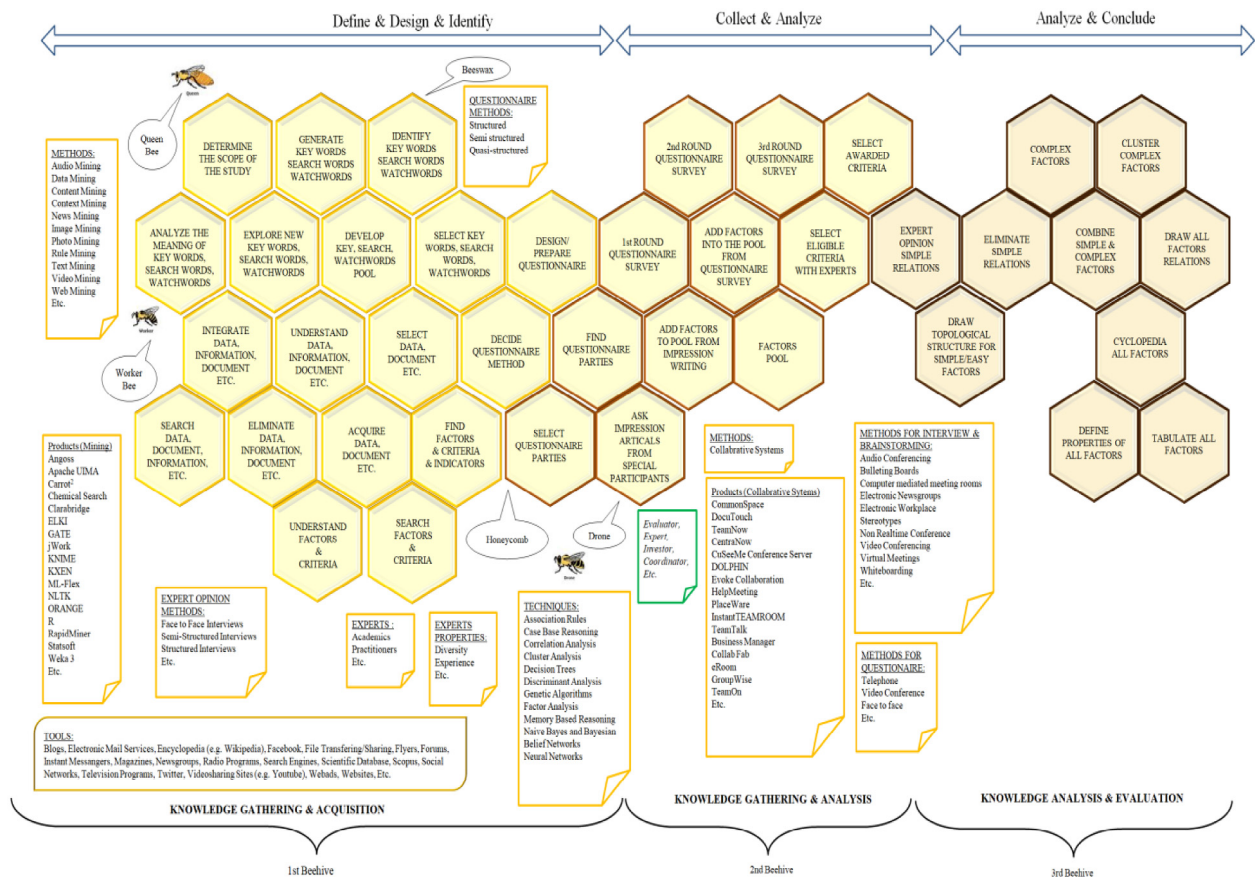 Define & Design & Identify
Collect & Analyze
Analyze & Conclude
Queen
Queen
Bee
Beeswax
METHODS:
Audio Mining
Data Mining
Content Mining
Context Mining
News Mining
Image Mining
Photo Mining
Rule Mining
Text Mining
Video Mining
Web Mining
Etc.
QUESTIONNAIRE
METHODS:
Structured
Semi structured
Quasi-structured
DETERMINE
THE SCOPE OF
THE STUDY
GENERATE
KEY WORDS
SEARCH WORDS
WATCHWORDS
IDENTIFY
KEY WORDS
SEARCH WORDS
WATCHWORDS
2nd ROUND
QUESTIONNAIRE
SURVEY
3rd ROUND
QUESTIONNAIRE
SURVEY
SELECT
AWARDED
CRITERIA
COMPLEX
FACTORS
CLUSTER
COMPLEX
FACTORS
ANALYZE THE
MEANING OF
KEY WORDS,
SEARCH WORDS,
WATCHWORDS
EXPLORE NEW
KEY WORDS,
SEARCH WORDS,
WATCHWORDS
DEVELOP
KEY, SEARCH,
WATCHWORDS
POOL
SELECT KEY
WORDS, SEARCH
WORDS,
WATCHWORDS
DESIGN/
PREPARE
QUESTIONNAIRE
1st ROUND
QUESTIONNAIRE
SURVEY
ADD FACTORS
INTO THE POOL
FROM
QUESTIONNAIRE
SURVEY
SELECT
ELIGIBLE
CRITERIA
WITH EXPERTS
EXPERT
OPINION
SIMPLE
RELATIONS
ELIMINATE
SIMPLE
RELATIONS
COMBINE
SIMPLE &
COMPLEX
FACTORS
DRAW ALL
FACTORS
RELATIONS
Worker
Worker
Bee
INTEGRATE
DATA,
INFORMATION,
DOCUMENT
ETC.
UNDERSTAND
DATA,
INFORMATION,
DOCUMENT
ETC.
SELECT
DATA,
DOCUMENT
ETC.
DECIDE
QUESTIONNAIRE
METHOD
FIND
QUESTIONNAIRE
PARTIES
ADD FACTORS
TO POOL FROM
IMPRESSION
WRITING
FACTORS
POOL
DRAW
TOPOLOGICAL
STRUCTURE FOR
SIMPLE/EASY
FACTORS
CYCLOPEDIA
ALL FACTORS
SEARCH
DATA,
DOCUMENT,
INFORMATION,
ETC.
ELIMINATE
DATA,
INFORMATION,
DOCUMENT
ETC.
ACQUIRE
DATA,
DOCUMENT
ETC.
FIND
FACTORS
& CRITERIA
& INDICATORS
SELECT
QUESTIONNAIRE
PARTIES
ASK
IMPRESSION
ARTICALS
FROM
SPECIAL
PARTICIPANTS
DEFINE
PROPERTIES OF
ALL FACTORS
TABULATE ALL
FACTORS
UNDERSTAND
FACTORS
&
CRITERIA
SEARCH
FACTORS
&
CRITERIA
Honeycomb
Drone
Drone
Products (Mining)
Angoss
Apache UIMA
Carrot²
Chemical Search
Clarabridge
ELKI
GATE
jWork
KNIME
KXEN
ML-Flex
NLTK
ORANGE
R
RapidMiner
Statsoft
Weka 3
Etc.
EXPERT OPINION
METHODS:
Face to Face Interviews
Semi-Structured Interviews
Structured Interviews
Etc.
EXPERTS :
Academics
Practitioners
Etc.
EXPERTS
PROPERTIES:
Diversity
Experience
Etc.
TECHNIQUES:
Association Rules
Case Base Reasoning
Correlation Analysis
Cluster Analysis
Decision Trees
Discriminant Analysis
Genetic Algorithms
Factor Analysis
Memory Based Reasoning
Naive Bayes and Bayesian
Belief Networks
Neural Networks
Evaluator,
Expert,
Investor,
Coordinator,
Etc.
METHODS:
Collabrative Systems
Products (Collabrative Sytems)
CommonSpace
DocuTouch
TeamNow
CentraNow
CuSeeMe Conference Server
DOLPHIN
Evoke Collaboration
HelpMeeting
PlaceWare
InstantTEAMROOM
TeamTalk
Business Manager
Collab Fab
eRoom
GroupWise
TeamOn
Etc.
METHODS FOR INTERVIEW &
BRAINSTORMING:
Audio Conferencing
Bulleting Boards
Computer mediated meeting rooms
Electronic Newsgroups
Electronic Workplace
Stereotypes
Non Realtime Conference
Video Conferencing
Virtual Meetings
Whiteboarding
Etc.
METHODS FOR
QUESTIONAIRE:
Telephone
Video Conference
Face to face
Etc.
TOOLS:
Blogs, Electronic Mail Services, Encyclopedia (e.g. Wikipedia), Facebook, File Transfering/Sharing, Flyers, Forums,
Instant Messangers, Magazines, Newsgroups, Radio Programs, Search Engines, Scientific Database, Scopus, Social
Networks, Television Programs, Twitter, Videosharing Sites (e.g. Youtube), Webads, Websites, Etc.
KNOWLEDGE GATHERING & ACQUISITION
KNOWLEDGE GATHERING & ANALYSIS
KNOWLEDGE ANALYSIS & EVALUATION
1st Beehive
2nd Beehive
3rd Beehive